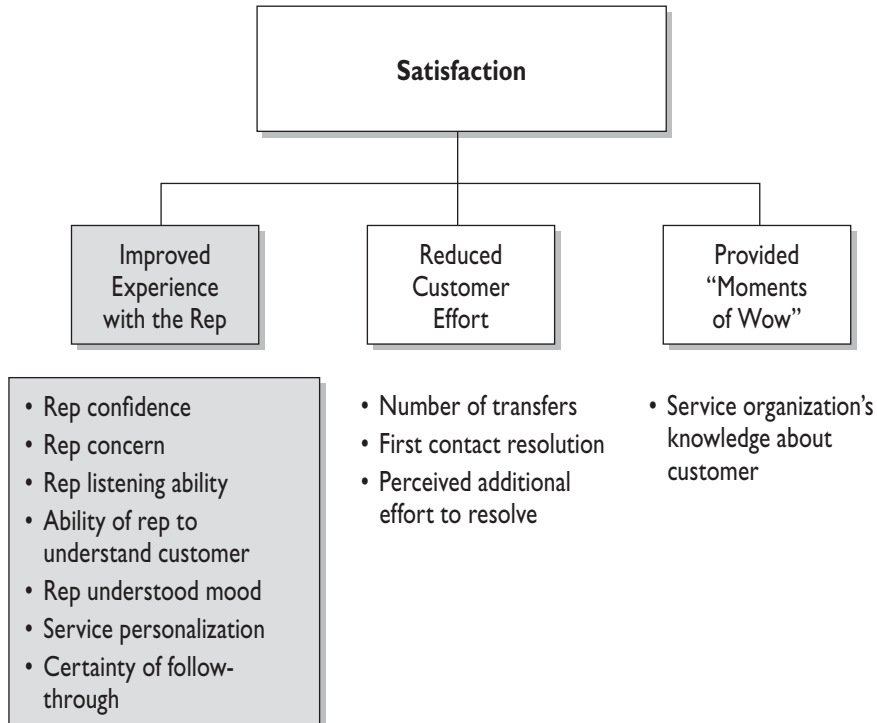 Satisfaction
Improved
Experience
with the Rep
Reduced
Customer
Effort
Provided
“Moments
of Wow”
• Rep confidence
• Rep concern
• Rep listening ability
• Ability of rep to
understand customer
• Rep understood mood
• Service personalization
• Certainty of follow-
through
• Number of transfers
• First contact resolution
• Perceived additional
effort to resolve
• Service organization’s
knowledge about
customer